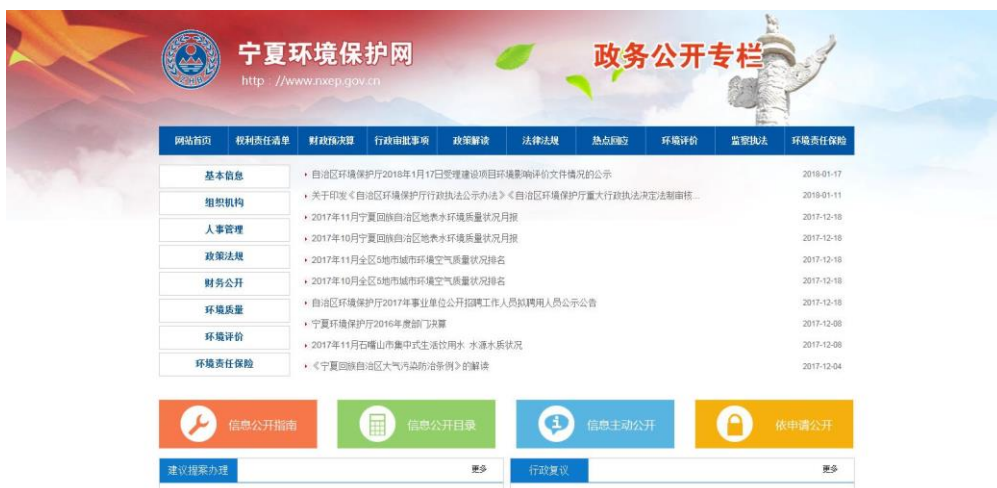 宁夏环境保护网
http：//www.nxep.gov.cn
政务公开专栏
网站首页 权利责任清单 财政预决算 行政审批事项 政策解读 法律法规 热点回应 环境评价 监察执法 环境责任保险
基本信息
组织机构
人事管理
政策法规
财务公开
环境质量
环境评价
环境责任保险
自治区环境保护厅2018年1月17日受理建设项目环境影响评价文件情况的公示 2018-01-17
关于印发《自治区环境保护厅行政执法公示办法》《自治区环境保护厅重大行政执法决定法制审核... 2018-01-11
2017年11月宁夏回族自治区地表水环境质量状况月报 2017-12-18
2017年10月宁夏回族自治区地表水环境质量状况月报 2017-12-18
2017年11月全区5地市城市环境空气质量状况排名 2017-12-18
2017年10月全区5地市城市环境空气质量状况排名 2017-12-18
自治区环境保护厅2017年事业单位公开招聘工作人员拟聘用人员公示公告 2017-12-18
宁夏环境保护厅2016年度部门决算 2017-12-08
2017年11月石嘴山市集中式生活饮用水 水源水质状况 2017-12-08
《宁夏回族自治区大气污染防治条例》的解读 2017-12-04
信息公开指南 信息公开目录 信息主动公开 依申请公开
建议提案办理 更多 行政复议 更多